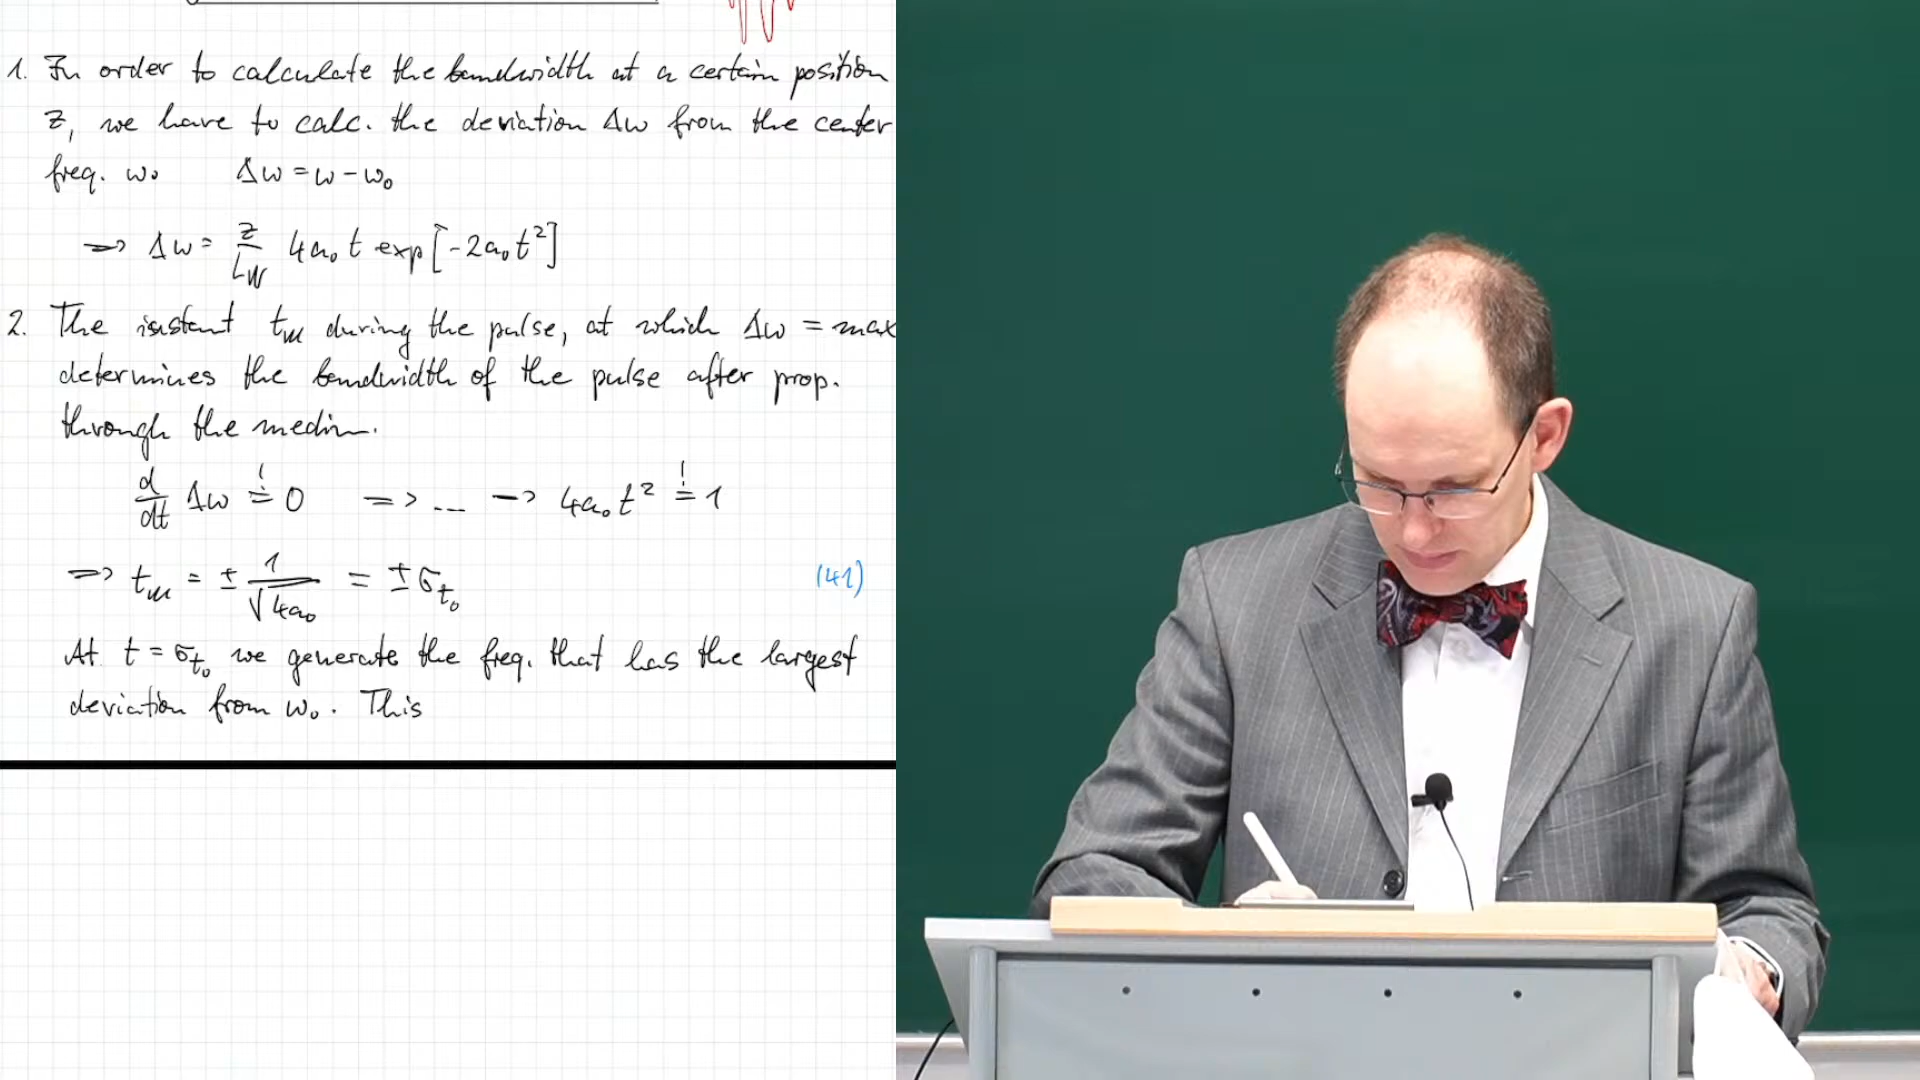 1. In order to calculate the bandwidth at a certain position
z, we have to calc. the deviation Δω from the center
freq. ω₀ Δω = ω - ω₀
=> Δω = z/L_NL 4a₀ t exp[-2a₀t²]
2. The instant t_m during the pulse, at which Δω = max
determines the bandwidth of the pulse after prop.
through the medium.
d/dt Δω =! 0 => ... -> 4a₀t² =! 1
=> t_m = ± 1/√4a₀ = ±σ_t₀ (41)
At t = σ_t₀ we generate the freq. that has the largest
deviation from ω₀. This